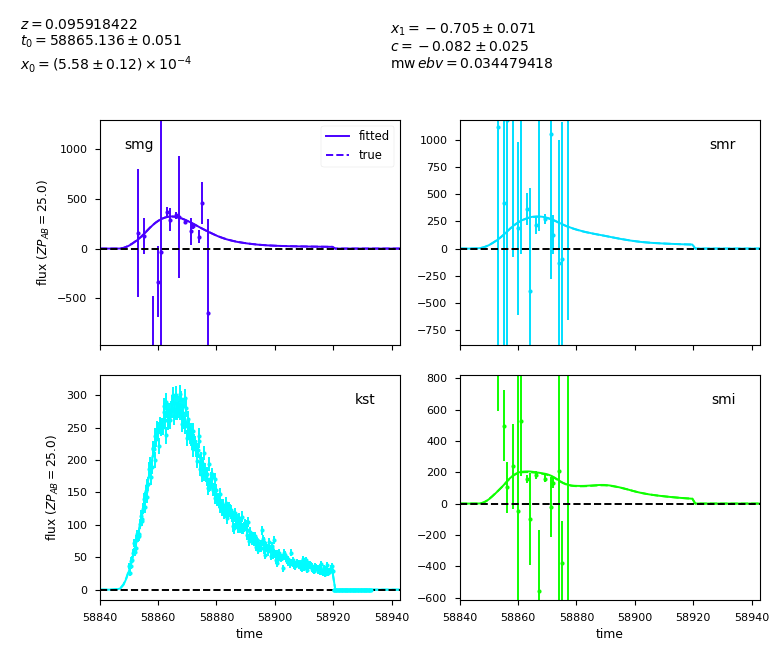 z = 0.095918422
t₀ = 58865.136 ± 0.051
x₀ = (5.58 ± 0.12) × 10⁻⁴
x₁ = −0.705 ± 0.071
c = −0.082 ± 0.025
mw ebv = 0.034479418
smg
fitted
true
1000
500
0
−500
flux (ZP_AB = 25.0)
smr
1000
750
500
250
0
−250
−500
−750
kst
300
250
200
150
100
50
0
flux (ZP_AB = 25.0)
58840 58860 58880 58900 58920 58940
time
smi
800
600
400
200
0
−200
−400
−600
58840 58860 58880 58900 58920 58940
time